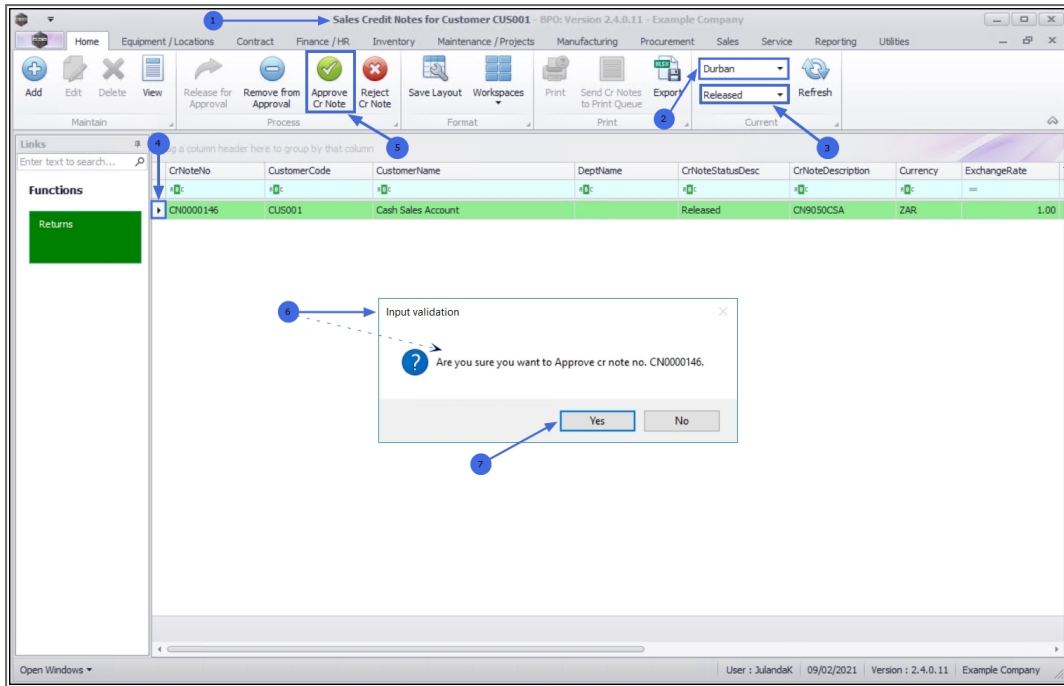 1
Sales Credit Notes for Customer CUS001 - BPO: Version 2.4.0.11 - Example Company
Home Equipment / Locations Contract Finance / HR Inventory Maintenance / Projects Manufacturing Procurement Sales Service Reporting Utilities
Add
Edit
Delete
View
Release for Approval
Remove from Approval
Approve Cr Note
Reject Cr Note
Save Layout
Workspaces
Print
Send Cr Notes to Print Queue
XLSX
Export
Durban
Released
Refresh
2
3
Maintain
Process
Format
Print
Current
Links
4
g a column header here to group by that column
5
Enter text to search...
CrNoteNo CustomerCode CustomerName DeptName CrNoteStatusDesc CrNoteDescription Currency ExchangeRate
Functions
=
CN0000146 CUS001 Cash Sales Account Released CN9050CSA ZAR 1.00
Returns
6
Input validation
?
Are you sure you want to Approve cr note no. CN0000146.
Yes
No
7
Open Windows
User : JulandaK 09/02/2021 Version : 2.4.0.11 Example Company